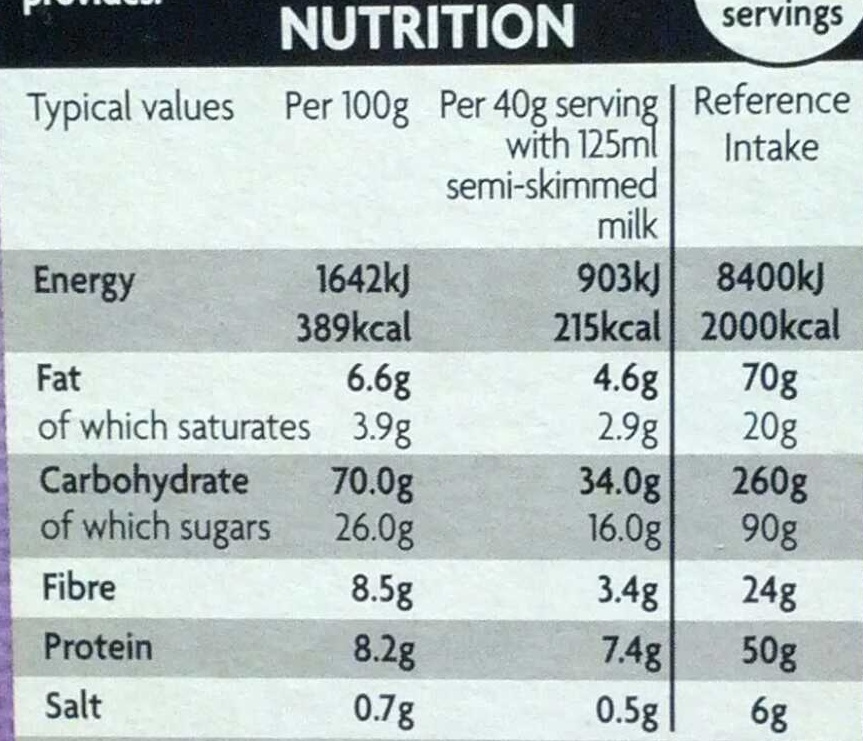 NUTRITION
servings
Typical values Per 100g Per 40g serving Reference
with 125ml Intake
semi-skimmed
milk
Energy 1642kJ 903kJ 8400kJ
389kcal 215kcal 2000kcal
Fat 6.6g 4.6g 70g
of which saturates 3.9g 2.9g 20g
Carbohydrate 70.0g 34.0g 260g
of which sugars 26.0g 16.0g 90g
Fibre 8.5g 3.4g 24g
Protein 8.2g 7.4g 50g
Salt 0.7g 0.5g 6g